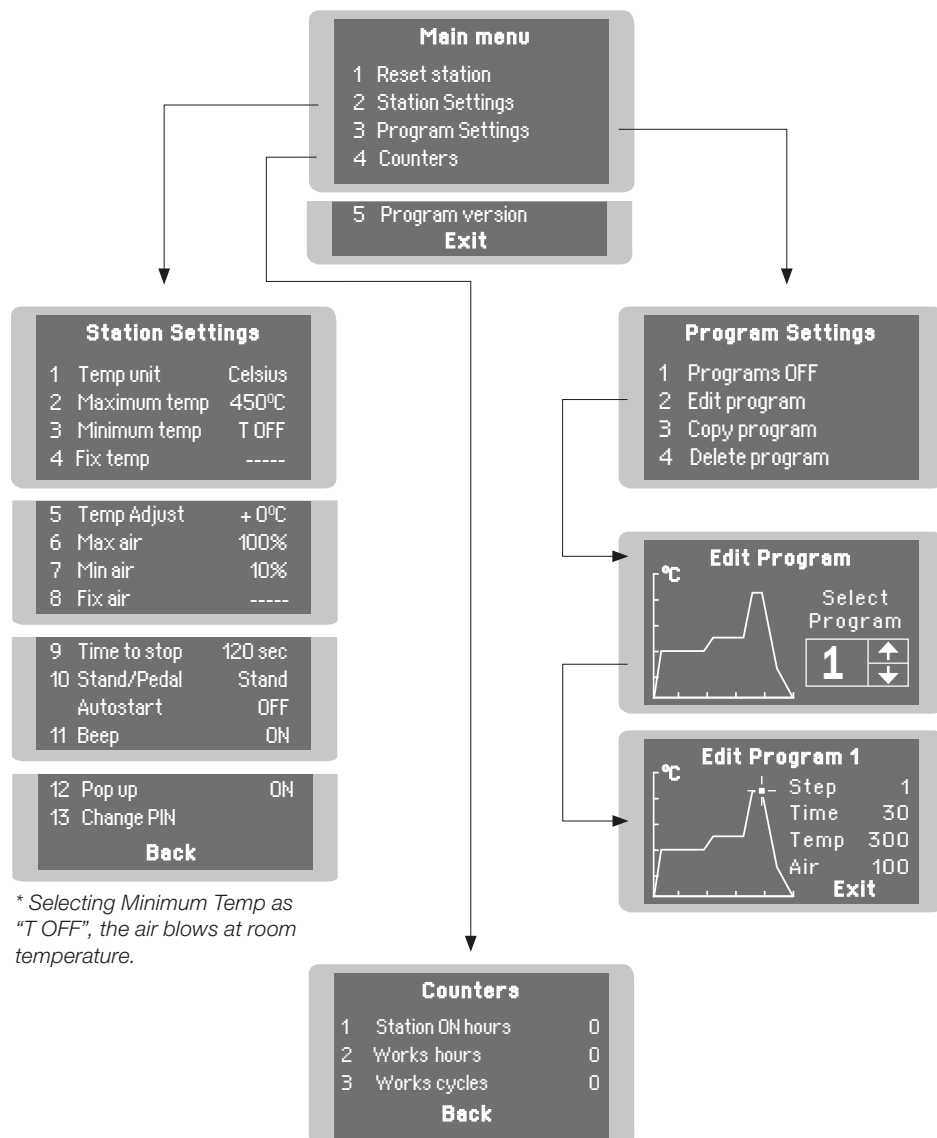 Main menu
1 Reset station
2 Station Settings
3 Program Settings
4 Counters
5 Program version
Exit
Station Settings
1 Temp unit Celsius
2 Maximum temp 450ºC
3 Minimum temp T OFF
4 Fix temp -----
5 Temp Adjust + 0ºC
6 Max air 100%
7 Min air 10%
8 Fix air -----
9 Time to stop 120 sec
10 Stand/Pedal Stand
Autostart OFF
11 Beep ON
12 Pop up ON
13 Change PIN
Back
* Selecting Minimum Temp as
“T OFF”, the air blows at room
temperature.
Program Settings
1 Programs OFF
2 Edit program
3 Copy program
4 Delete program
Edit Program
ºC
Select
Program
1
Edit Program 1
ºC
Step 1
Time 30
Temp 300
Air 100
Exit
Counters
1 Station ON hours 0
2 Works hours 0
3 Works cycles 0
Back